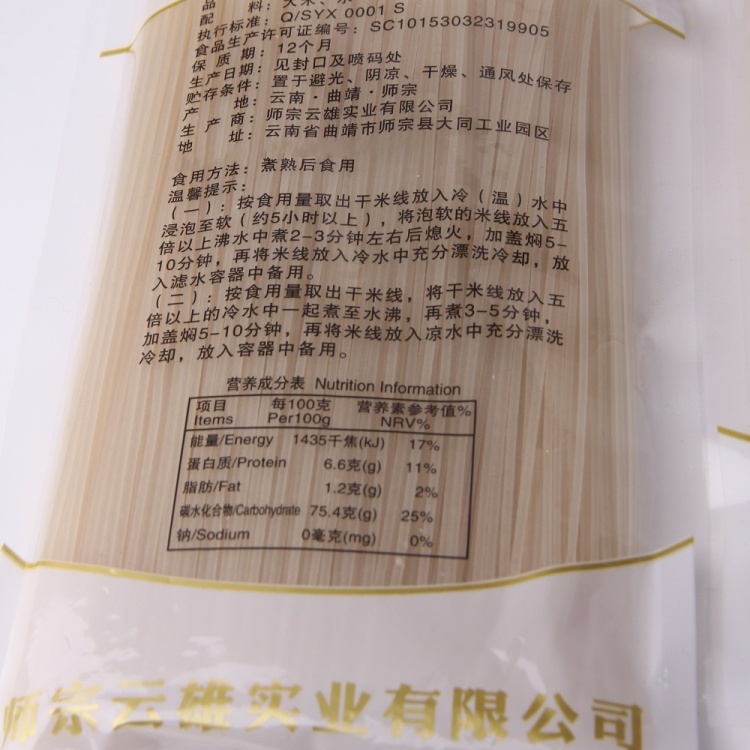 品
配 料：大米、水
执行标准：Q/SYX 0001 S
食品生产许可证编号：SC10153032319905
保 质 期：12个月
生产日期：见封口及喷码处
贮存条件：置于避光、阴凉、干燥、通风处保存
产 地：云南·曲靖·师宗
生 产 商：师宗云雄实业有限公司
地 址：云南省曲靖市师宗县大同工业园区
食用方法：煮熟后食用
温馨提示：
（一）：按食用量取出干米线放入冷（温）水中
浸泡至软（约5小时以上），将泡软的米线放入五
倍以上沸水中煮2-3分钟左右后熄火，加盖焖5-
10分钟，再将米线放入冷水中充分漂洗冷却，放
入滤水容器中备用。
（二）：按食用量取出干米线，将干米线放入五
倍以上的冷水中一起煮至水沸，再煮3-5分钟，
加盖焖5-10分钟，再将米线放入凉水中充分漂洗
冷却，放入容器中备用。
营养成分表 Nutrition Information
项目 每100克 营养素参考值%
Items Per100g NRV%
能量/Energy 1435千焦(kJ) 17%
蛋白质/Protein 6.6克(g) 11%
脂肪/Fat 1.2克(g) 2%
碳水化合物/Carbohydrate 75.4克(g) 25%
钠/Sodium 0毫克(mg) 0%
师宗云雄实业有限公司